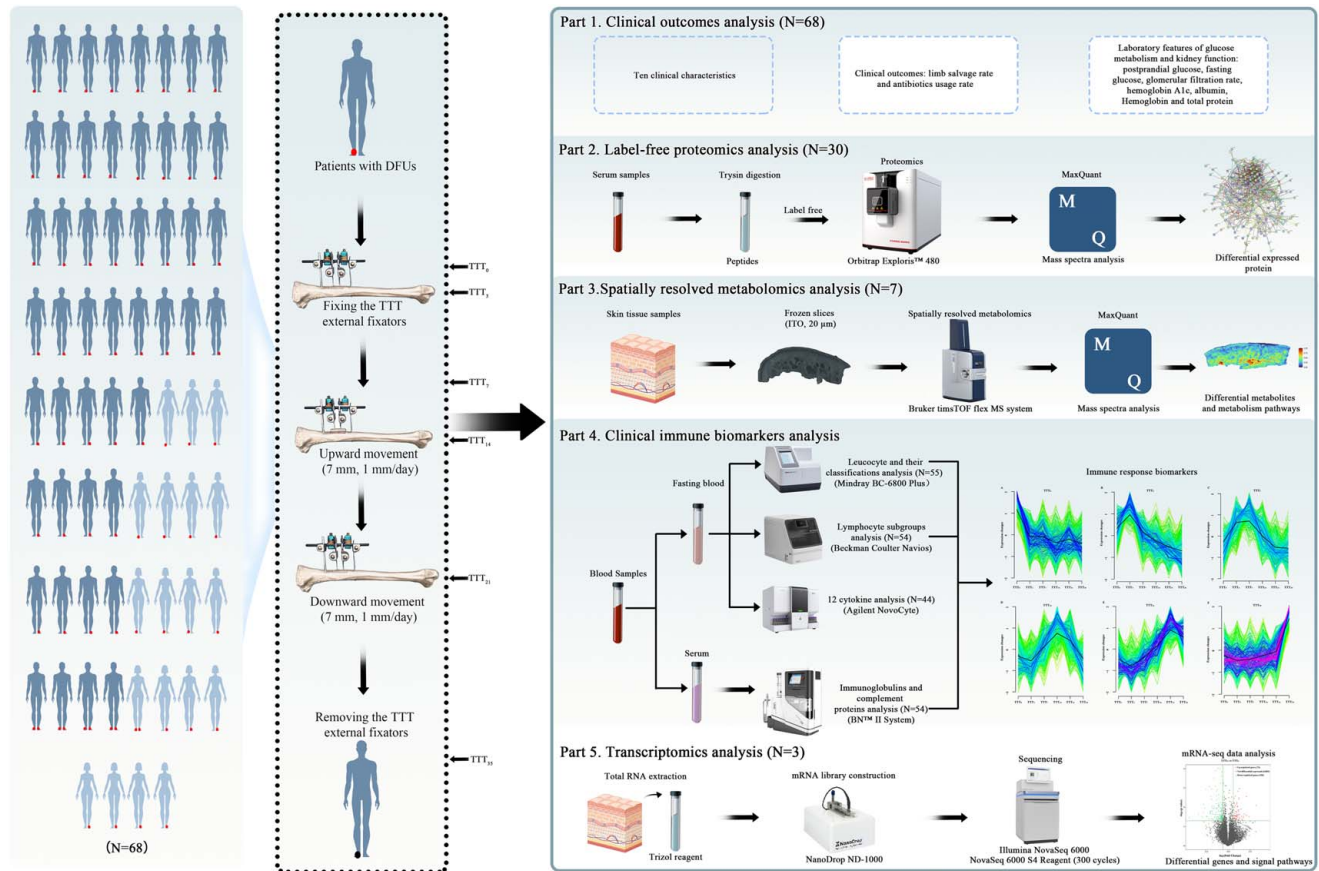 (N=68)
Patients with DFUs
Fixing the TTT
external fixators
Upward movement
(7 mm, 1 mm/day)
Downward movement
(7 mm, 1 mm/day)
Removing the TTT
external fixators
TTT₀
TTT₇
TTT₁₄
TTT₂₁
TTT₃₅
Part 1. Clinical outcomes analysis (N=68)
Ten clinical characteristics
Clinical outcomes: limb salvage rate
and antibiotics usage rate
Laboratory features of glucose
metabolism and kidney function:
postprandial glucose, fasting
glucose, glomerular filtration rate,
hemoglobin A1c, albumin,
Hemoglobin and total protein
Part 2. Label-free proteomics analysis (N=30)
Serum samples
Trysin digestion
Peptides
Label free
Proteomics
Orbitrap Exploris™ 480
MaxQuant
M
Q
Mass spectra analysis
Differential expressed
protein
Part 3.Spatially resolved metabolomics analysis (N=7)
Skin tissue samples
Frozen slices
(ITO, 20 μm)
Spatially resolved metabolomics
Bruker timsTOF flex MS system
MaxQuant
M
Q
Mass spectra analysis
Differential metabolites
and metabolism pathways
Part 4. Clinical immune biomarkers analysis
Blood Samples
Fasting blood
Serum
Leucocyte and their
classifications analysis (N=55)
(Mindray BC-6800 Plus)
Lymphocyte subgroups
analysis (N=54)
(Beckman Coulter Navios)
12 cytokine analysis (N=44)
(Agilent NovoCyte)
Immunoglobulins and
complement
proteins analysis (N=54)
(BN™ II System)
Immune response biomarkers
Part 5. Transcriptomics analysis (N=3)
Total RNA extraction
Trizol reagent
mRNA library construction
NanoDrop
NanoDrop ND-1000
Sequencing
Illumina NovaSeq 6000
NovaSeq 6000 S4 Reagent (300 cycles)
mRNA-seq data analysis
Differential genes and signal pathways